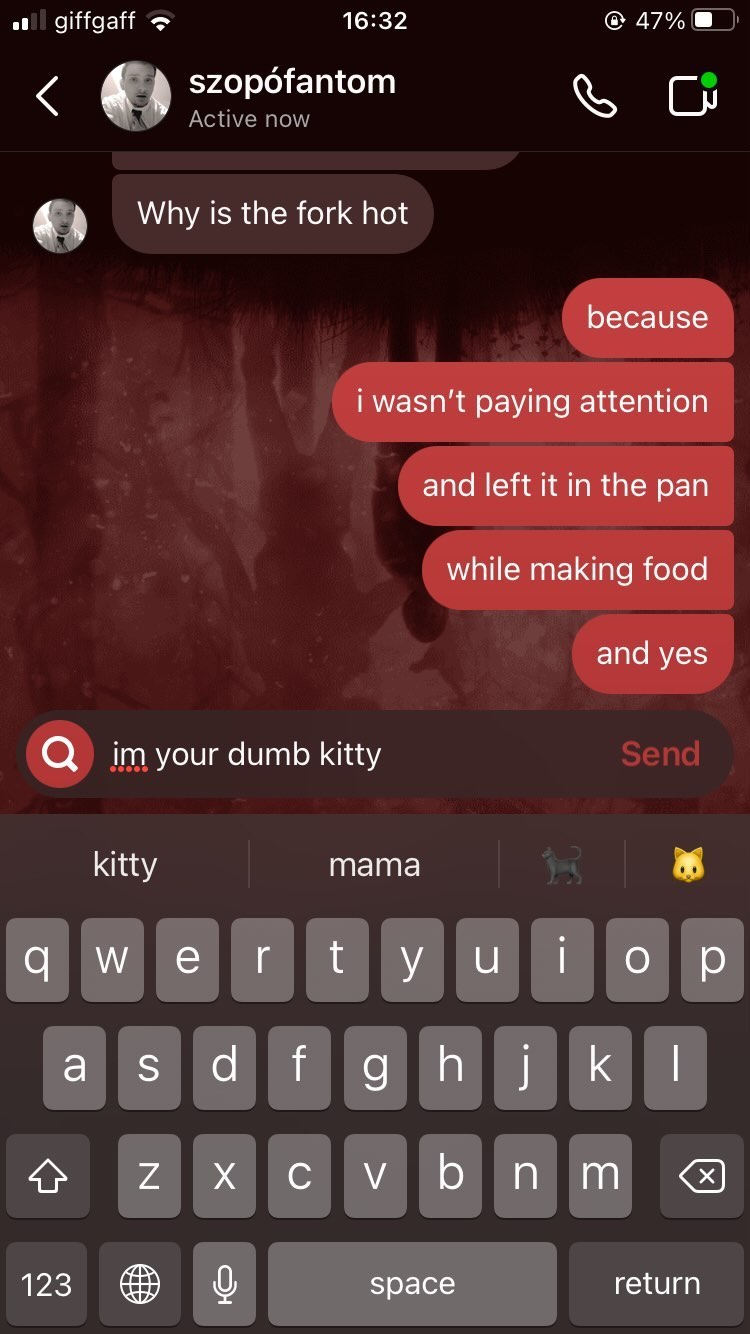 giffgaff 16:32 47%
szopófantom
Active now
Why is the fork hot
because
i wasn’t paying attention
and left it in the pan
while making food
and yes
im your dumb kitty Send
kitty mama
q w e r t y u i o p
a s d f g h j k l
z x c v b n m
123 space return